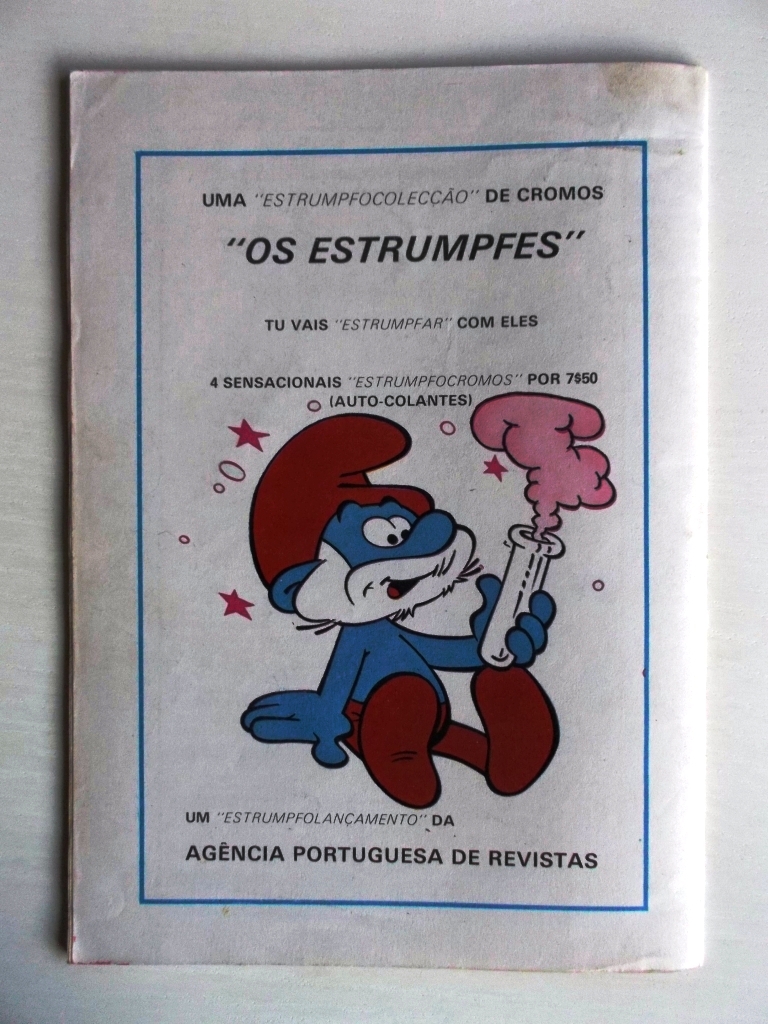 UMA "ESTRUMPFOCOLECÇÃO" DE CROMOS
"OS ESTRUMPFES"
TU VAIS "ESTRUMPFAR" COM ELES
4 SENSACIONAIS "ESTRUMPFOCROMOS" POR 7$50
(AUTO-COLANTES)
UM "ESTRUMPFOLANÇAMENTO" DA
AGÊNCIA PORTUGUESA DE REVISTAS